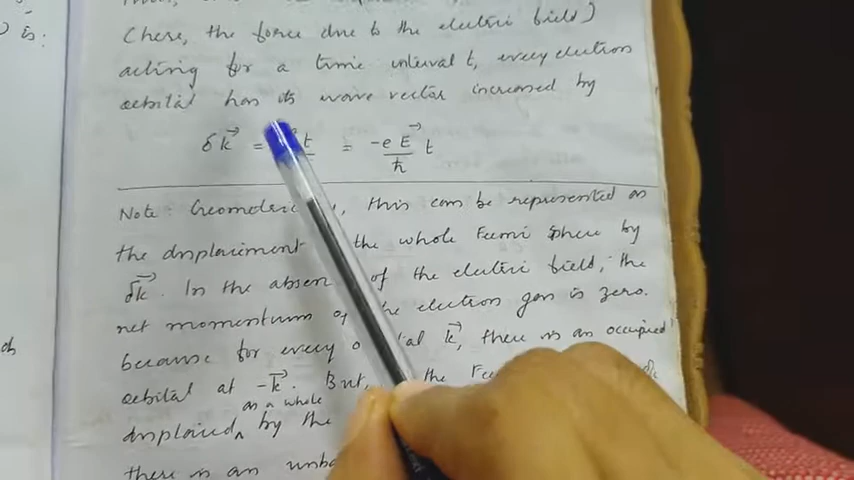 is:
(here, the force due to the electric field)
acting for a time interval t, every electron
orbital has its wave vector increased by
δk⃗ = t = -eE⃗/ħ t
Note: Geometric, this can be represented as
the displacement the whole Fermi sphere by
δk⃗. In the absen of the electric field, the
net momentum of the electron gas is zero.
because for every k⃗, there is an occupied
orbital at -k⃗. But, the
as a whole
displaced by the
there is an